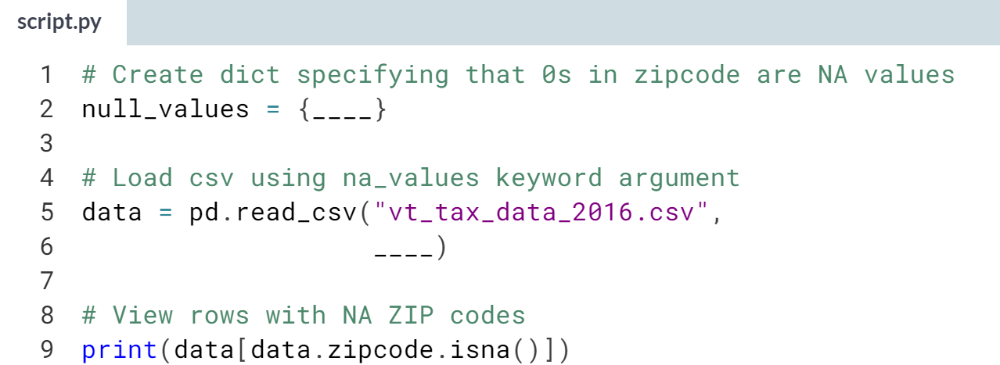 script.py
1 # Create dict specifying that 0s in zipcode are NA values
2 null_values = {____}
3
4 # Load csv using na_values keyword argument
5 data = pd.read_csv("vt_tax_data_2016.csv",
6                    ____)
7
8 # View rows with NA ZIP codes
9 print(data[data.zipcode.isna()])